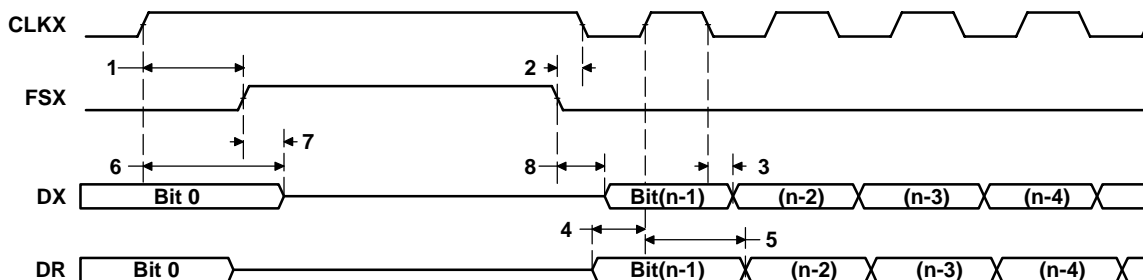 CLKX
1
2
FSX
7
6
8
3
DX Bit 0 Bit(n-1) (n-2) (n-3) (n-4)
4
5
DR Bit 0 Bit(n-1) (n-2) (n-3) (n-4)